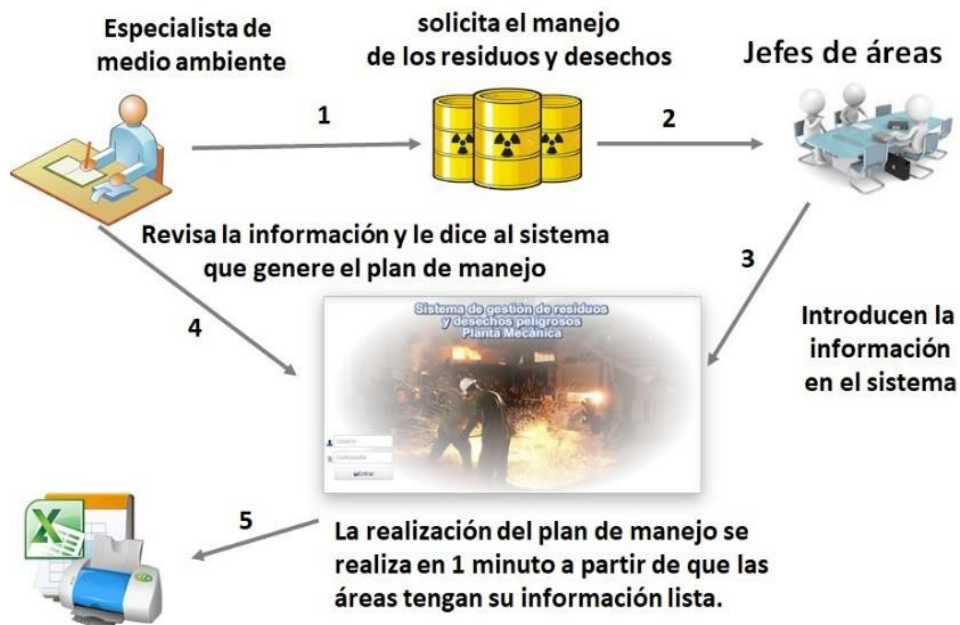 Especialista de
medio ambiente
solicita el manejo
de los residuos y desechos
Jefes de áreas
1
2
Revisa la información y le dice al sistema
que genere el plan de manejo
3
4
Sistema de gestión de residuos
y desechos peligrosos
Planta Mecánica
Introducen la
información
en el sistema
Usuario
Contraseña
Entrar
5
La realización del plan de manejo se
realiza en 1 minuto a partir de que las
áreas tengan su información lista.
X